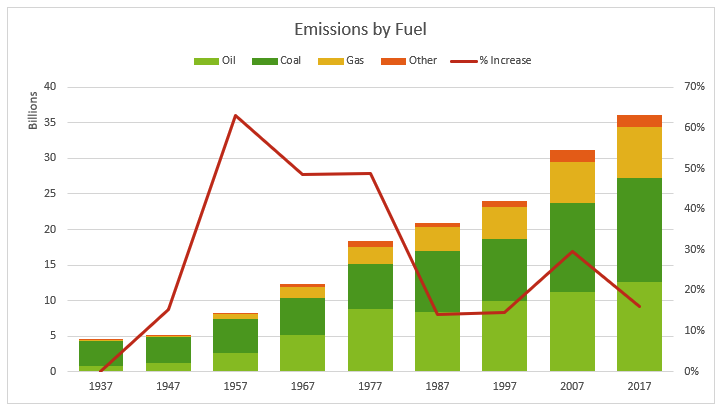 Emissions by Fuel
Oil Coal Gas Other % Increase
Billions
40 70%
35 60%
30 50%
25 40%
20 30%
15 20%
10 10%
5 0%
0
1937 1947 1957 1967 1977 1987 1997 2007 2017